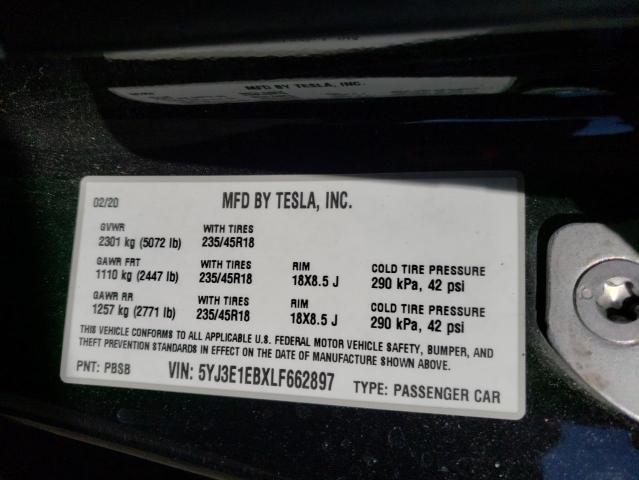 MFD BY TESLA, INC.
02/20 MFD BY TESLA, INC.
GVWR WITH TIRES
2301 kg (5072 lb) 235/45R18
GAWR FRT WITH TIRES RIM COLD TIRE PRESSURE
1110 kg (2447 lb) 235/45R18 18X8.5 J 290 kPa, 42 psi
GAWR RR WITH TIRES RIM COLD TIRE PRESSURE
1257 kg (2771 lb) 235/45R18 18X8.5 J 290 kPa, 42 psi
THIS VEHICLE CONFORMS TO ALL APPLICABLE U.S. FEDERAL MOTOR VEHICLE SAFETY, BUMPER, AND
THEFT PREVENTION STANDARDS IN EFFECT ON THE DATE OF MANUFACTURE SHOWN ABOVE.
PNT: PBSB VIN: 5YJ3E1EBXLF662897 TYPE: PASSENGER CAR